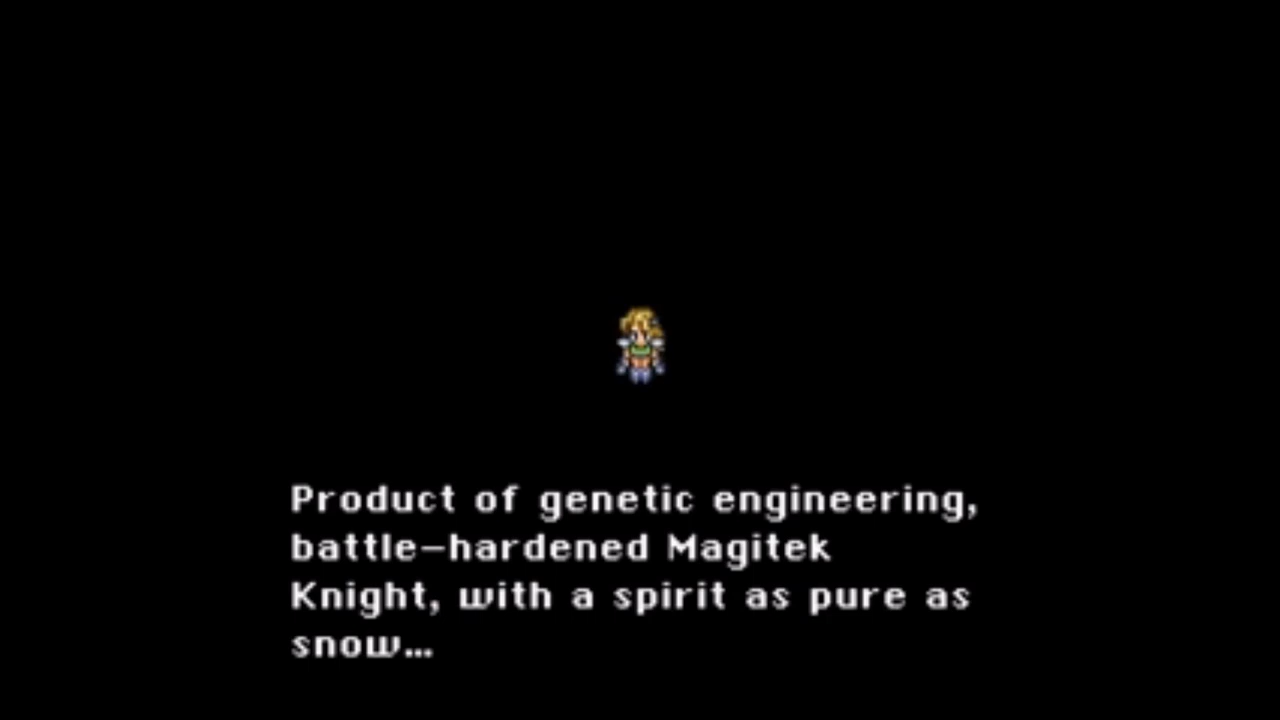 Product of genetic engineering,
battle-hardened Magitek
Knight, with a spirit as pure as
snow...